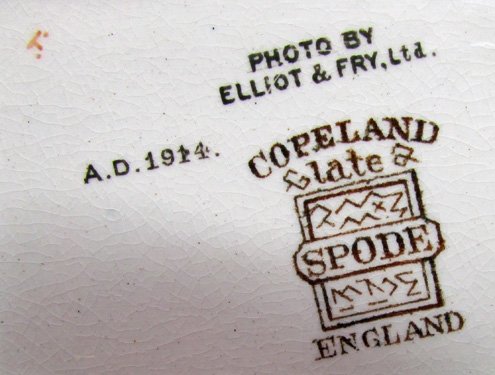 PHOTO BY
ELLIOT & FRY, Ltd.
A.D. 1914.
COPELAND
late
SPODE
ENGLAND